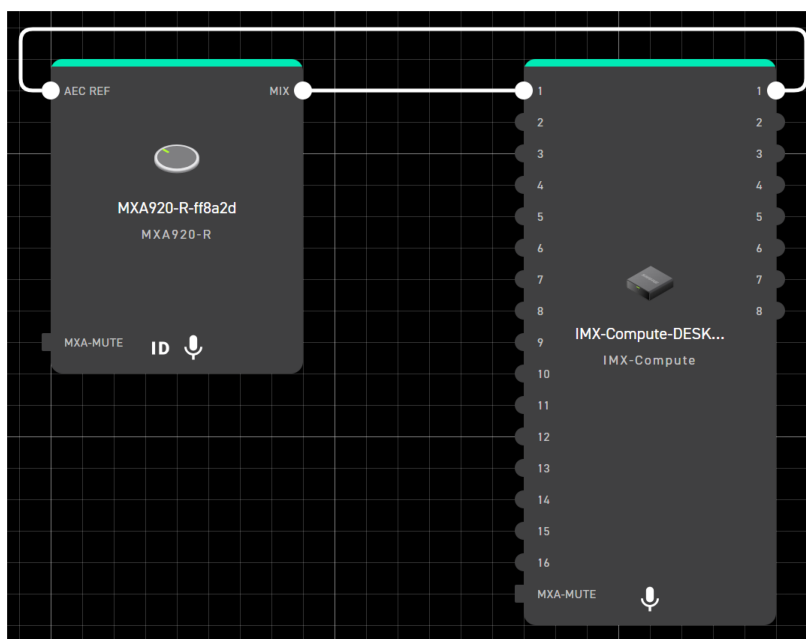 AEC REF MIX
MXA920-R-ff8a2d
MXA920-R
MXA-MUTE ID
1 1
2 2
3 3
4 4
5 5
6 6
7 7
8 8
IMX-Compute-DESK...
IMX-Compute
9
10
11
12
13
14
15
16
MXA-MUTE